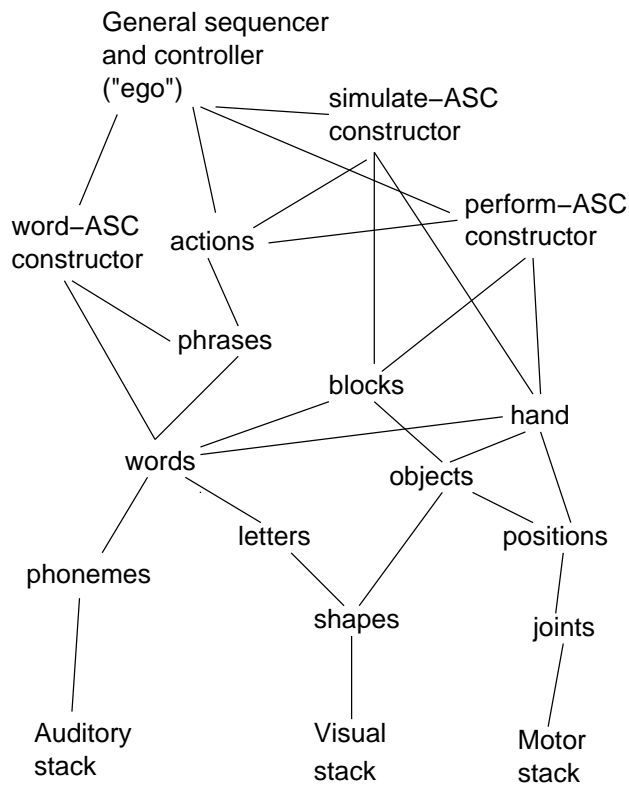 General sequencer
and controller
("ego")
simulate−ASC
constructor
perform−ASC
constructor
word−ASC
constructor
actions
phrases
blocks
hand
words
objects
letters
positions
phonemes
shapes
joints
Auditory
stack
Visual
stack
Motor
stack